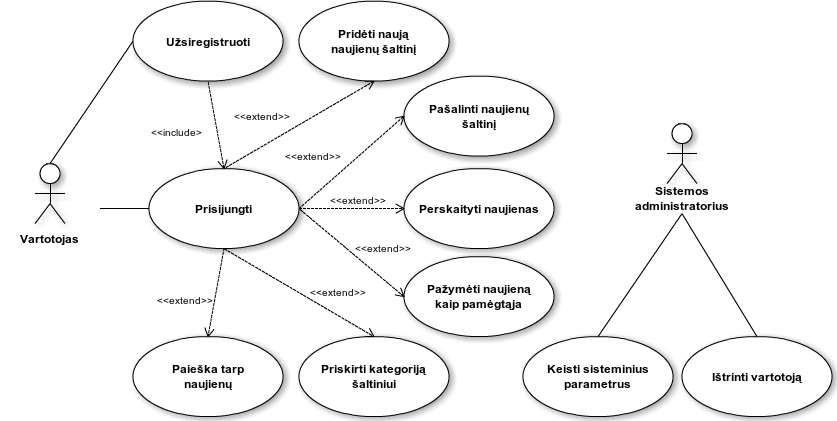 Užsiregistruoti
Pridėti naują
naujienų šaltinį
<<include>>
<<extend>>
Pašalinti naujienų
šaltinį
<<extend>>
Vartotojas
Prisijungti
<<extend>>
Perskaityti naujienas
<<extend>>
Pažymėti naujieną
kaip pamėgtąja
<<extend>>
<<extend>>
Paieška tarp
naujienų
Priskirti kategoriją
šaltiniui
Sistemos
administratorius
Keisti sisteminius
parametrus
Ištrinti vartotoją